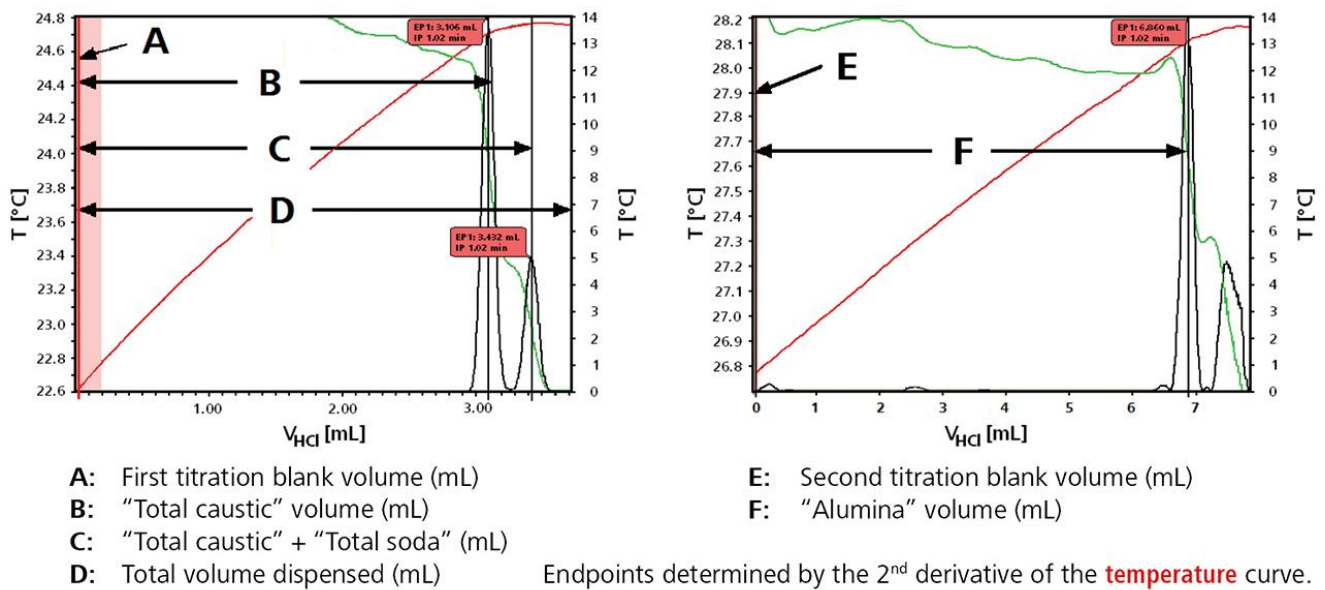 24.8
24.6
24.4
24.2
24.0
23.8
23.6
23.4
23.2
23.0
22.8
22.6
T [°C]
14
13
12
11
10
9
8
7
6
5
4
3
2
1
0
T [°C]
1.00 2.00 3.00
V_HCl [mL]
EP1: 3.106 mL
IP 1.02 min
EP1: 3.432 mL
IP 1.02 min
A
B
C
D
28.2
28.1
28.0
27.9
27.7
27.6
27.5
27.4
27.3
27.1
27.0
26.9
26.8
T [°C]
14
13
12
11
10
9
8
7
6
5
4
3
2
1
0
T [°C]
0 1 2 3 4 5 6 7
V_HCl [mL]
EP1: 6.860 mL
IP 1.02 min
E
F
A: First titration blank volume (mL)
B: “Total caustic” volume (mL)
C: “Total caustic” + “Total soda” (mL)
D: Total volume dispensed (mL)
E: Second titration blank volume (mL)
F: “Alumina” volume (mL)
Endpoints determined by the 2nd derivative of the temperature curve.